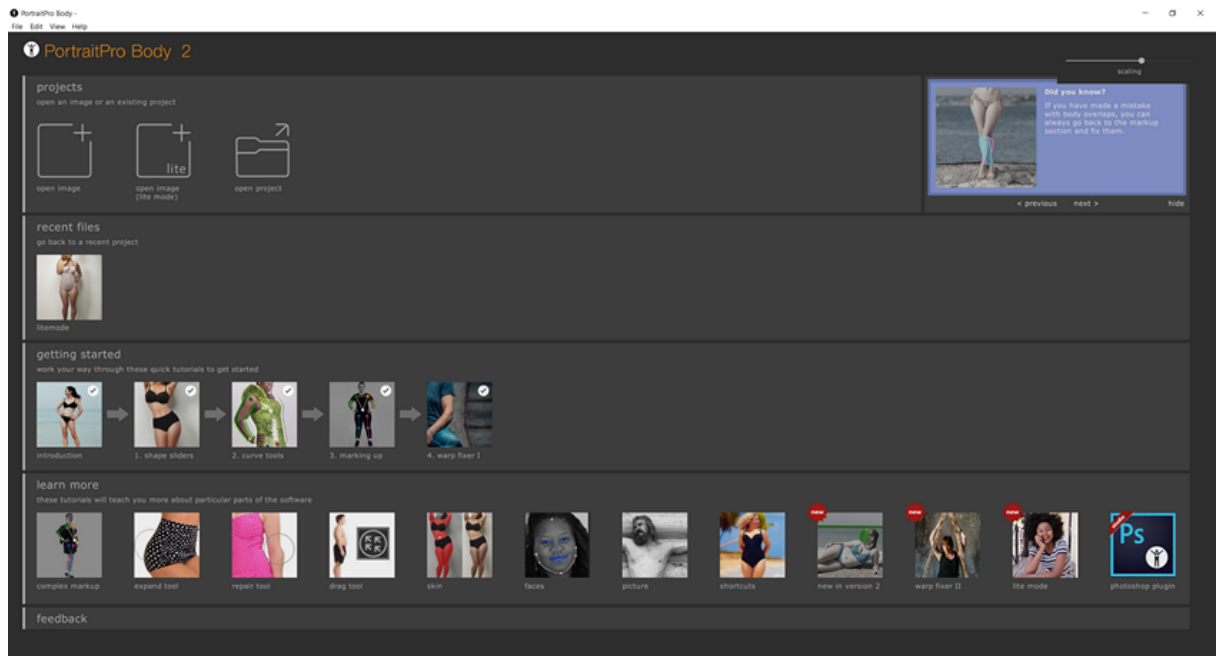 PortraitPro Body -
File Edit View Help
PortraitPro Body 2
scaling
projects
open an image or an existing project
lite
open image
open image
(lite mode)
open project
Did you know?
If you have made a mistake
with body overlaps, you can
always go back to the markup
section and fix them.
< previous next > hide
recent files
go back to a recent project
litemode
getting started
work your way through these quick tutorials to get started
introduction
1. shape sliders
2. curve tools
3. marking up
4. warp fixer I
learn more
these tutorials will teach you more about particular parts of the software
new
new
new
Ps
complex markup
expand tool
repair tool
drag tool
skin
faces
picture
shortcuts
new in version 2
warp fixer II
lite mode
photoshop plugin
feedback